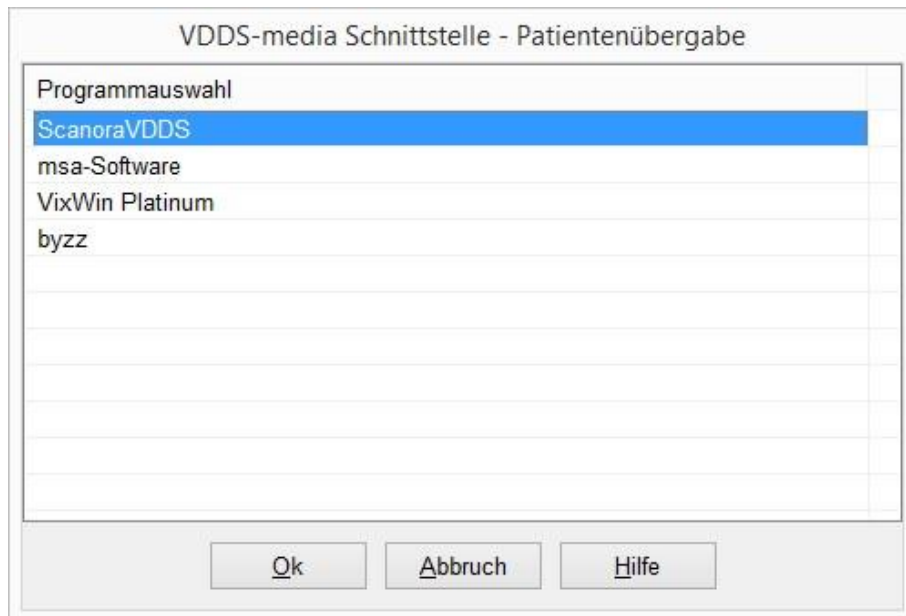 VDDS-media Schnittstelle - Patientenübergabe
Programmauswahl
ScanoraVDDS
msa-Software
VixWin Platinum
byzz
Ok Abbruch Hilfe